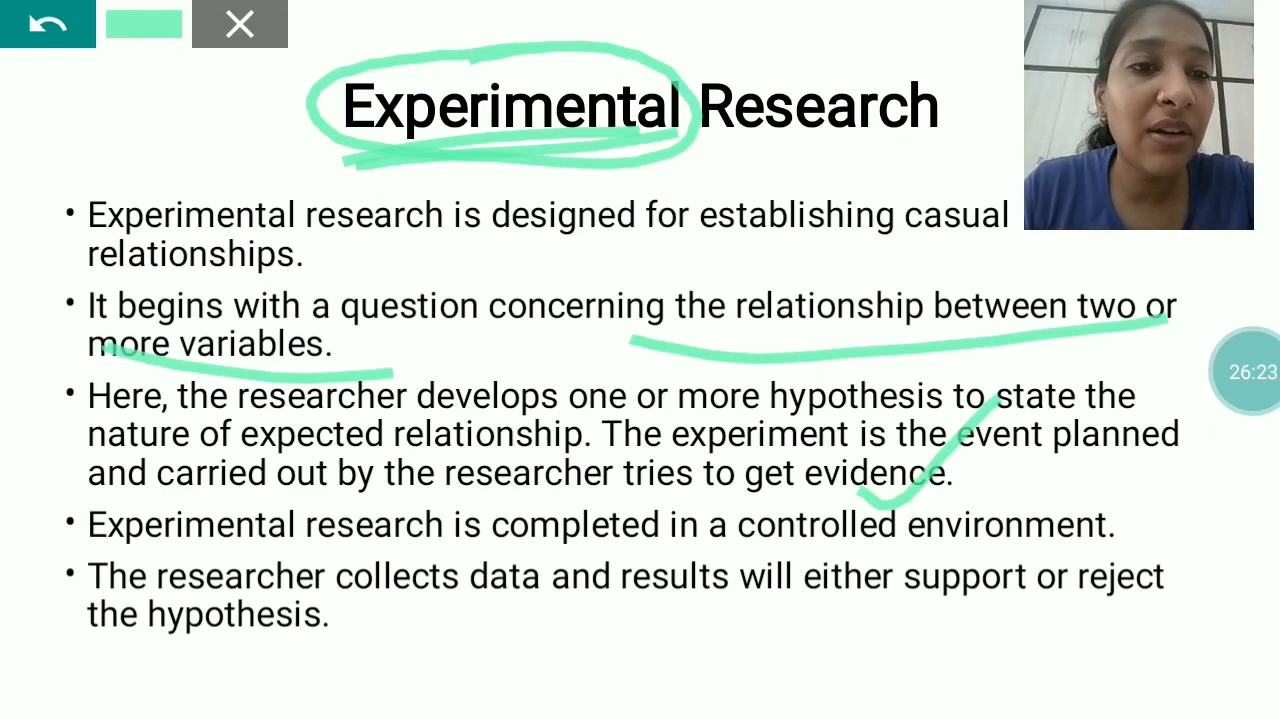 Experimental Research
• Experimental research is designed for establishing casual
relationships.
• It begins with a question concerning the relationship between two or
more variables.
• Here, the researcher develops one or more hypothesis to state the
nature of expected relationship. The experiment is the event planned
and carried out by the researcher tries to get evidence.
• Experimental research is completed in a controlled environment.
• The researcher collects data and results will either support or reject
the hypothesis.
26:23